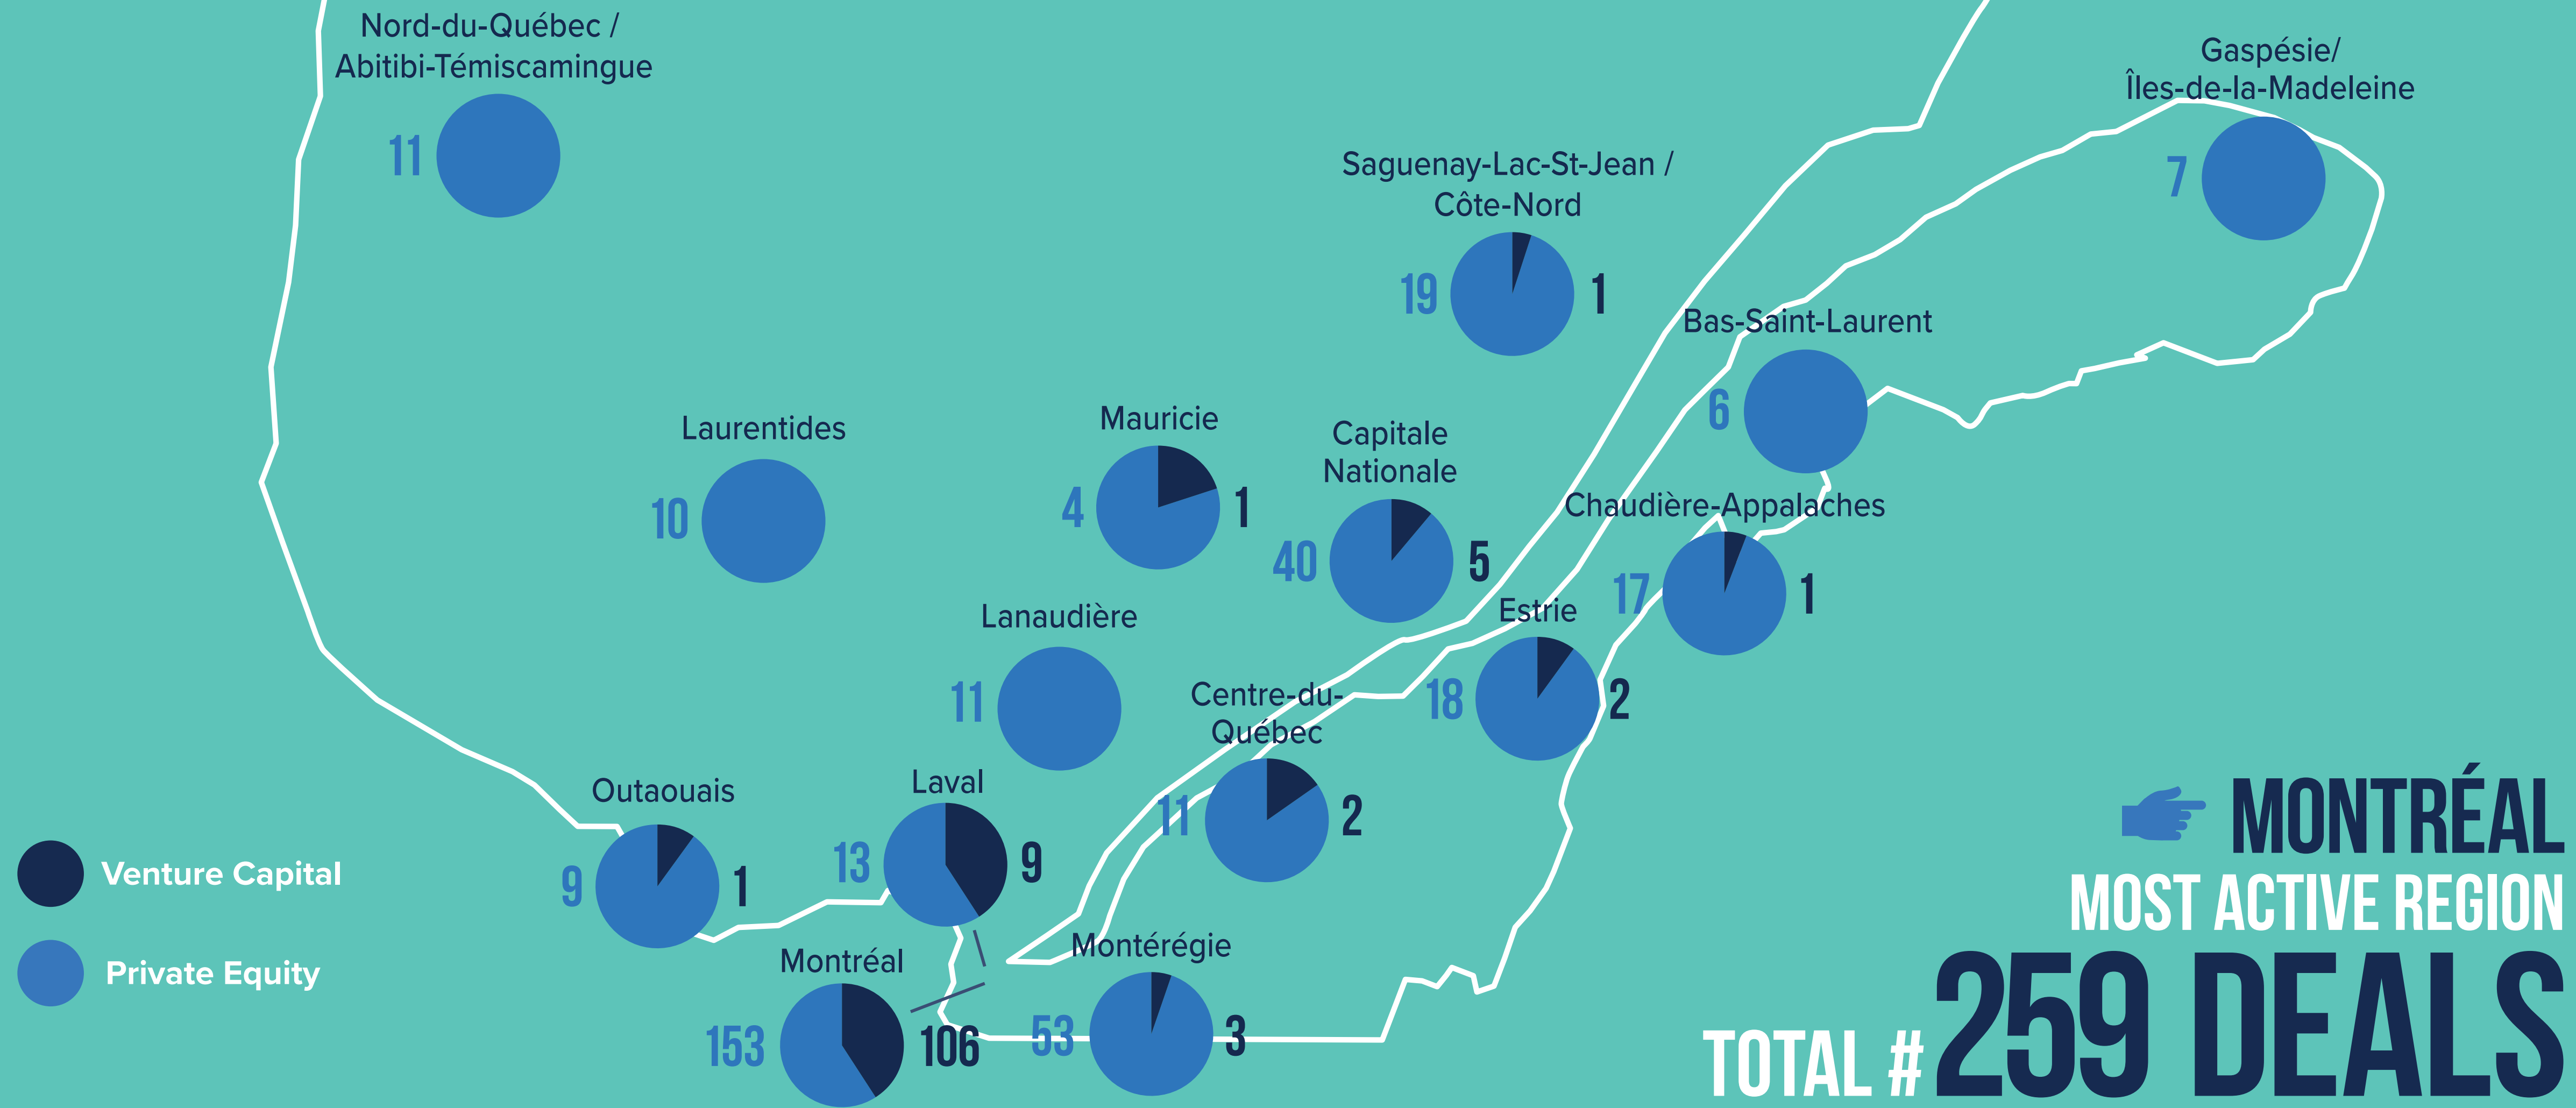 Nord-du-Québec /
Abitibi-Témiscamingue
11
Gaspésie/
Îles-de-la-Madeleine
7
Saguenay-Lac-St-Jean /
Côte-Nord
19 1
Bas-Saint-Laurent
6
Laurentides
10
Mauricie
4 1
Capitale
Nationale
40 5
Chaudière-Appalaches
17 1
Estrie
18 2
Lanaudière
11
Centre-du-
Québec
11 2
Outaouais
9 1
Laval
13 9
Montréal
153 106
Montérégie
53 3
Venture Capital
Private Equity
MONTRÉAL
MOST ACTIVE REGION
TOTAL # 259 DEALS